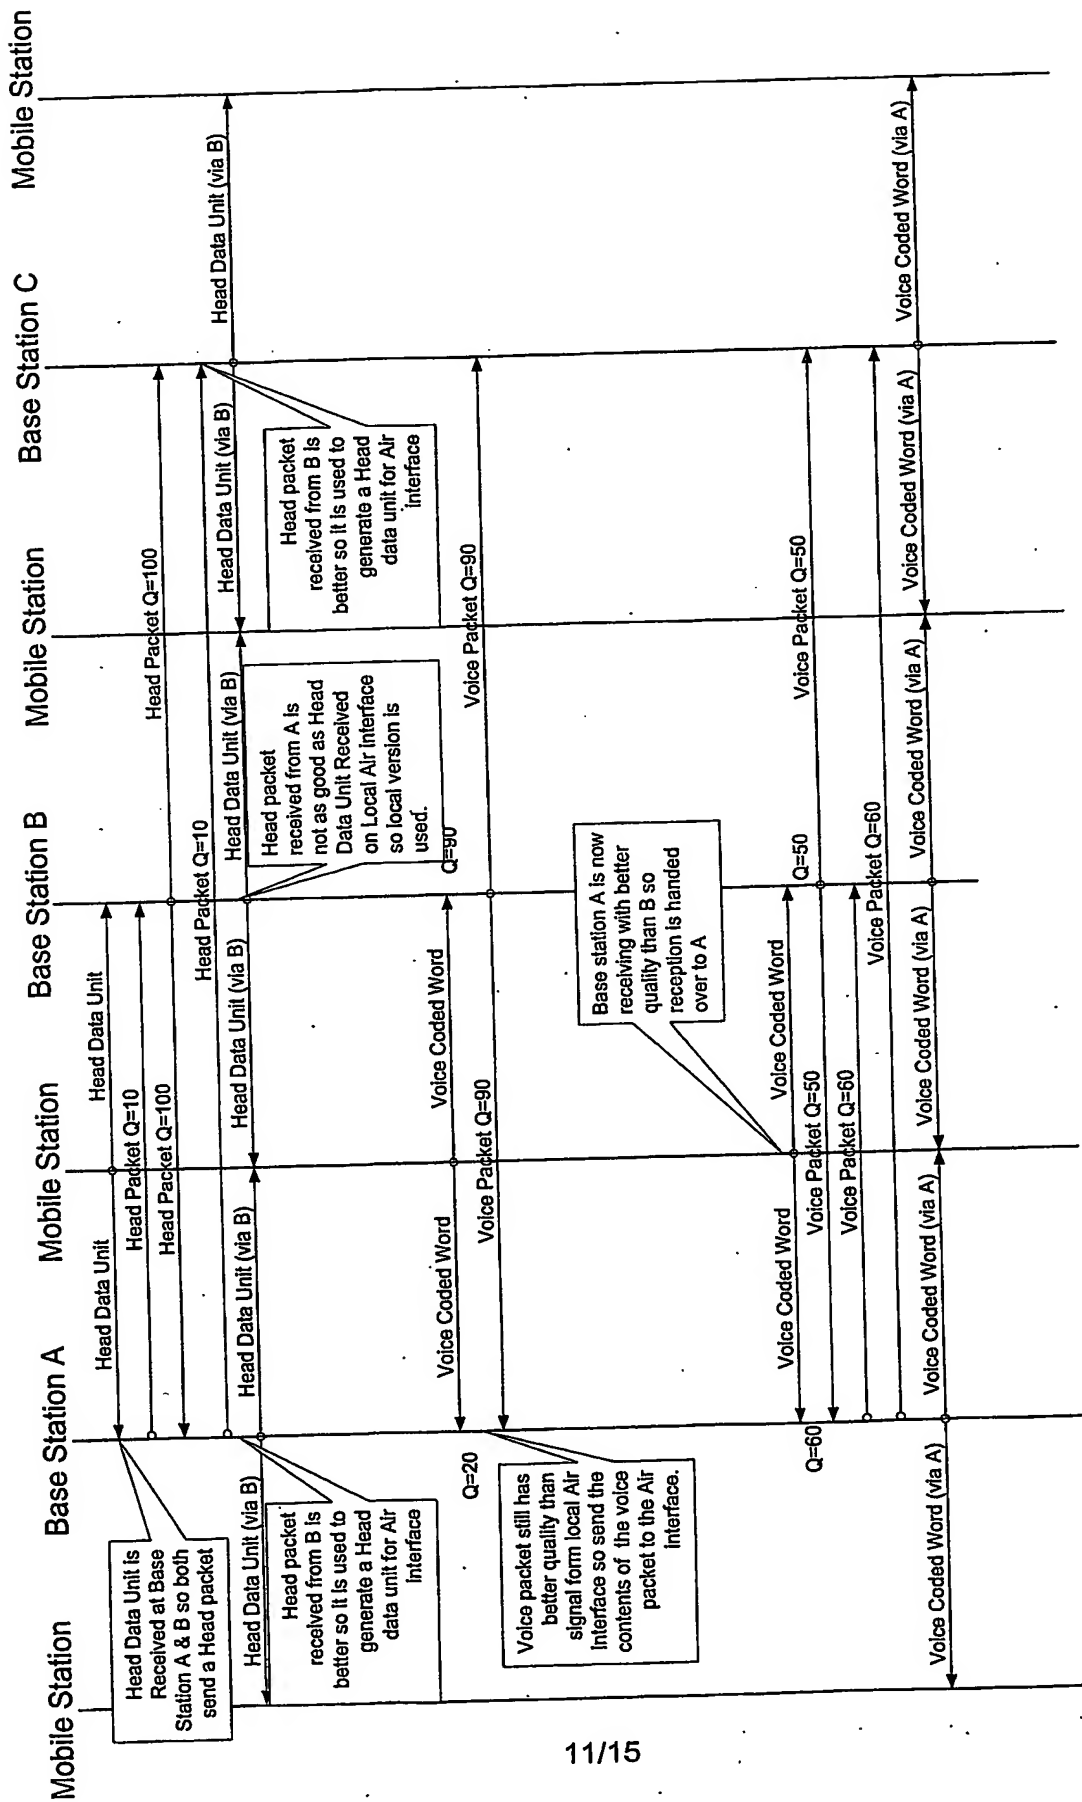 Mobile Station
Base Station A
Mobile Station
Base Station B
Mobile Station
Base Station C
Mobile Station
Head Data Unit is
Received at Base
Station A & B so both
send a Head packet
Head Data Unit
Head Data Unit
Head Packet Q=10
Head Packet Q=100
Head Packet Q=100
Head Packet Q=10
Head Data Unit (via B)
Head Data Unit (via B)
Head Data Unit (via B)
Head Data Unit (via B)
Head Data Unit (via B)
Head Data Unit (via B)
Head packet
received from B is
better so it is used to
generate a Head
data unit for Air
Interface
Head packet
received from A is
not as good as Head
Data Unit Received
on Local Air Interface
so local version is
used.
Head packet
received from B is
better so it is used to
generate a Head
data unit for Air
interface
Q=20
Voice Coded Word
Voice Coded Word
Q=90
Voice Packet Q=90
Voice Packet Q=90
Voice packet still has
better quality than
signal form local Air
Interface so send the
contents of the voice
packet to the Air
interface.
Base station A is now
receiving with better
quality than B so
reception is handed
over to A
Q=60
Voice Coded Word
Voice Coded Word
Q=50
Voice Packet Q=50
Voice Packet Q=50
Voice Packet Q=60
Voice Packet Q=60
Voice Coded Word (via A)
Voice Coded Word (via A)
Voice Coded Word (via A)
Voice Coded Word (via A)
Voice Coded Word (via A)
Voice Coded Word (via A)
11/15